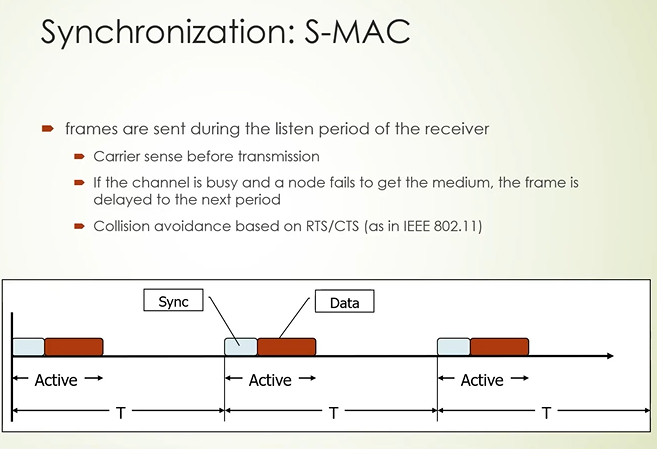 Synchronization: S-MAC
frames are sent during the listen period of the receiver
Carrier sense before transmission
If the channel is busy and a node fails to get the medium, the frame is
delayed to the next period
Collision avoidance based on RTS/CTS (as in IEEE 802.11)
Sync
Data
Active
Active
Active
T
T
T